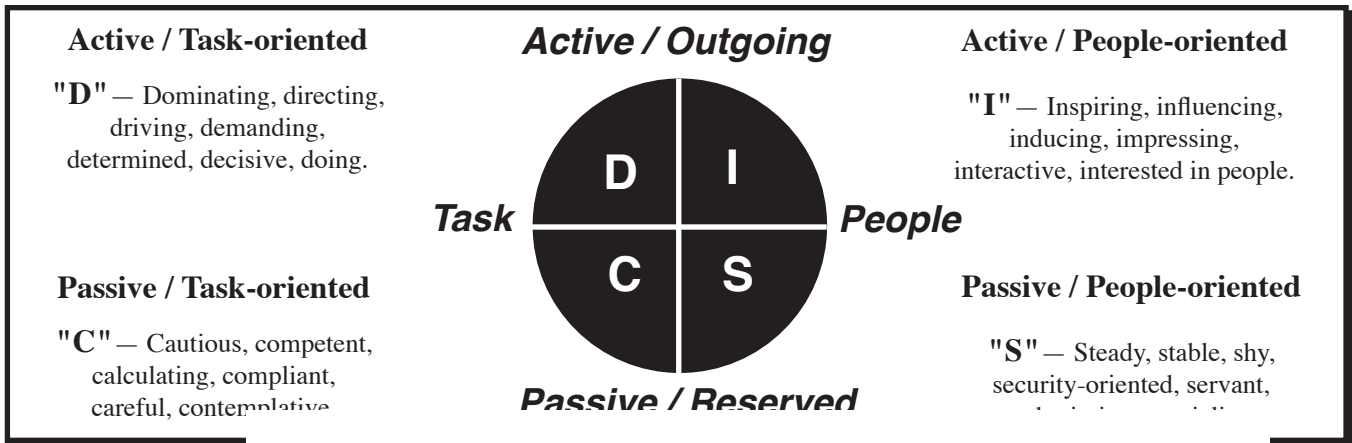 Active / Task-oriented
"D"— Dominating, directing,
driving, demanding,
determined, decisive, doing.
Active / Outgoing
Active / People-oriented
"I"— Inspiring, influencing,
inducing, impressing,
interactive, interested in people.
Task
D
I
People
C
S
Passive / Task-oriented
"C"— Cautious, competent,
calculating, compliant,
careful, contemplative
Passive / Reserved
Passive / People-oriented
"S"— Steady, stable, shy,
security-oriented, servant,